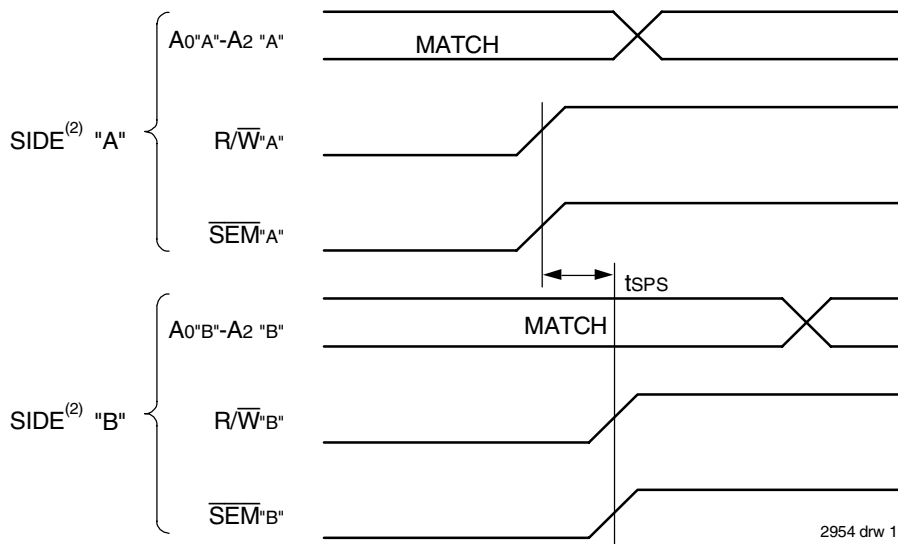 A0"A"-A2 "A"
MATCH
SIDE(2) "A"
R/W"A"
SEM"A"
tSPS
A0"B"-A2 "B"
MATCH
SIDE(2) "B"
R/W"B"
SEM"B"
2954 drw 1